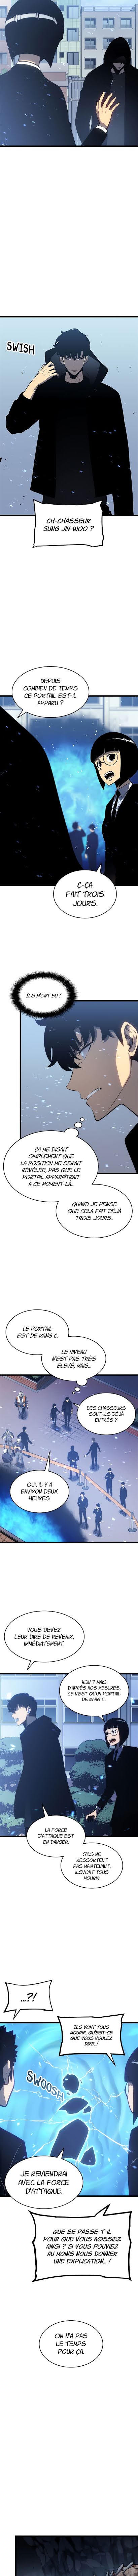 SWISH
CH-CHASSEUR
SUNG JIN-WOO ?
DEPUIS
COMBIEN DE TEMPS
CE PORTAIL EST-IL
APPARU ?
C-ÇA
FAIT TROIS
JOURS.
ILS M'ONT EU !
ÇA ME DISAIT
SIMPLEMENT QUE
LA POSITION ME SERAIT
RÉVÉLÉE, PAS QUE LE
PORTAIL APPARAÎTRAIT
À CE MOMENT-LÀ...
QUAND JE PENSE
QUE CELA FAIT DÉJÀ
TROIS JOURS...
LE PORTAIL
EST DE RANG C.
LE NIVEAU
N'EST PAS TRÈS
ÉLEVÉ, MAIS...
DES CHASSEURS
SONT-ILS DÉJÀ
ENTRÉS ?
OUI, IL Y A
ENVIRON DEUX
HEURES.
VOUS DEVEZ
LEUR DIRE DE REVENIR,
IMMÉDIATEMENT.
HEIN ? MAIS
D'APRÈS NOS MESURES,
CE N'EST QU'UN PORTAIL
DE RANG C...
LA FORCE
D'ATTAQUE EST
EN DANGER.
S'ILS NE
RESSORTENT
PAS MAINTENANT,
ILS VONT TOUS
MOURIR.
...?!
ILS VONT TOUS
MOURIR, QU'EST-CE
QUE VOUS VOULEZ
DIRE...!
SWOOSH
JE REVIENDRAI
AVEC LA FORCE
D'ATTAQUE.
QUE SE PASSE-T-IL
POUR QUE VOUS AGISSIEZ
AINSI ? SI VOUS POUVIEZ
AU MOINS NOUS DONNER
UNE EXPLICATION... !
ON N'A PAS
LE TEMPS
POUR ÇA.